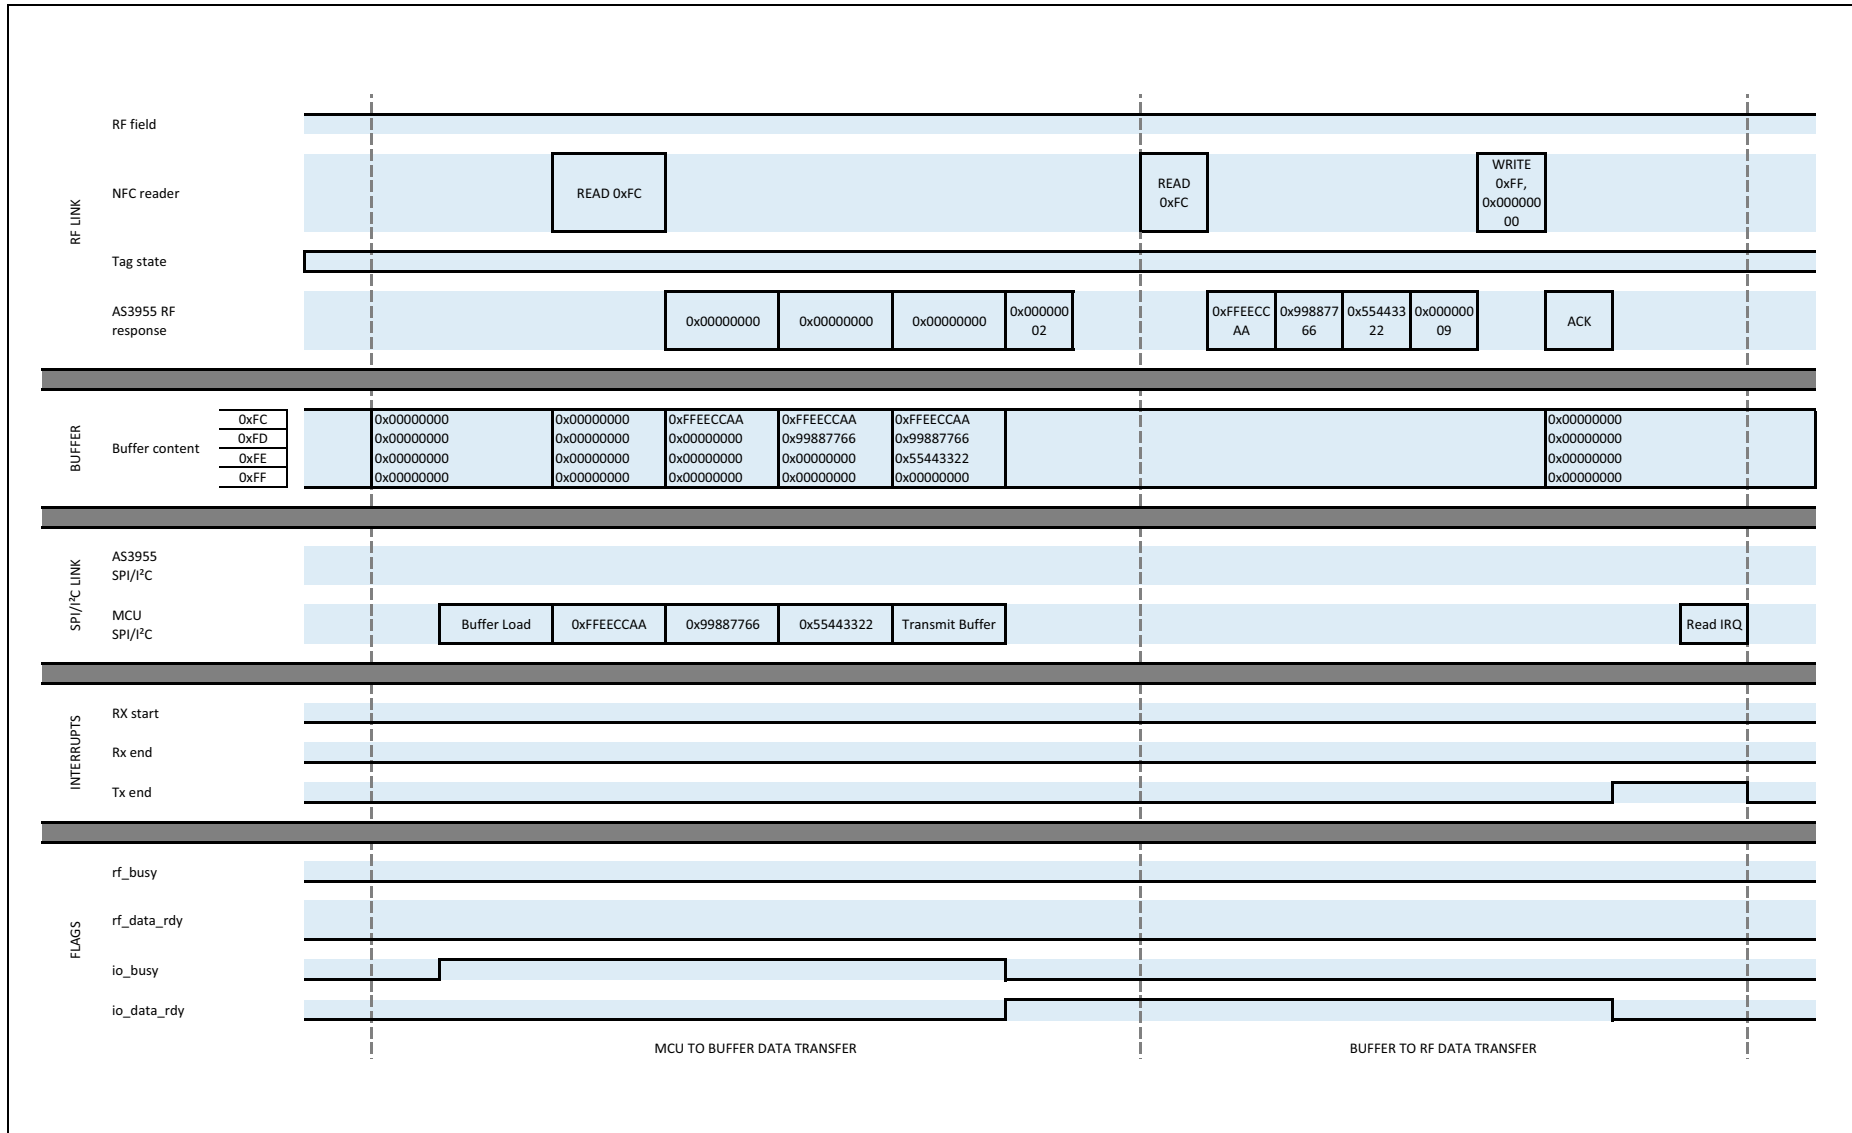 RF LINK
RF field
NFC reader
READ 0xFC
READ
0xFC
WRITE
0xFF,
0x000000
00
Tag state
AS3955 RF
response
0x00000000
0x00000000
0x00000000
0x000000
02
0xFFEECC
AA
0x998877
66
0x554433
22
0x000000
09
ACK
BUFFER
Buffer content
0xFC
0xFD
0xFE
0xFF
0x00000000
0x00000000
0x00000000
0x00000000
0x00000000
0x00000000
0x00000000
0x00000000
0xFFEECCAA
0x00000000
0x00000000
0x00000000
0xFFEECCAA
0x99887766
0x00000000
0x00000000
0xFFEECCAA
0x99887766
0x55443322
0x00000000
0x00000000
0x00000000
0x00000000
0x00000000
SPI/I²C LINK
AS3955
SPI/I²C
MCU
SPI/I²C
Buffer Load
0xFFEECCAA
0x99887766
0x55443322
Transmit Buffer
Read IRQ
INTERRUPTS
RX start
Rx end
Tx end
FLAGS
rf_busy
rf_data_rdy
io_busy
io_data_rdy
MCU TO BUFFER DATA TRANSFER
BUFFER TO RF DATA TRANSFER